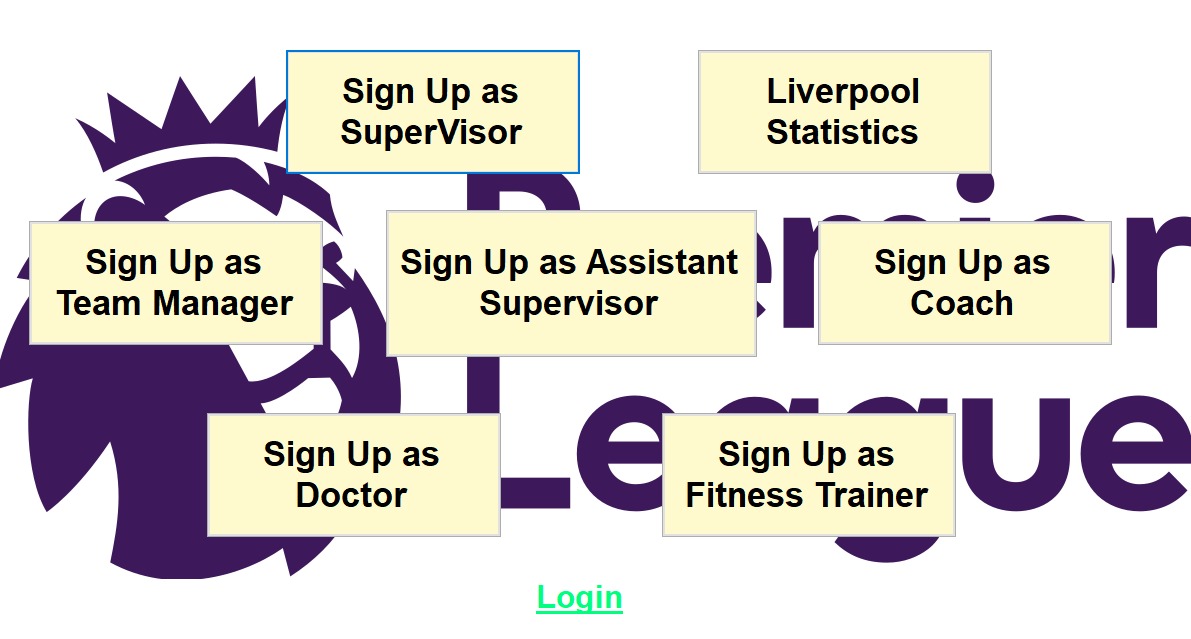 Sign Up as
SuperVisor
Liverpool
Statistics
Sign Up as
Team Manager
Sign Up as Assistant
Supervisor
Sign Up as
Coach
Premier
League
Sign Up as
Doctor
Sign Up as
Fitness Trainer
Login